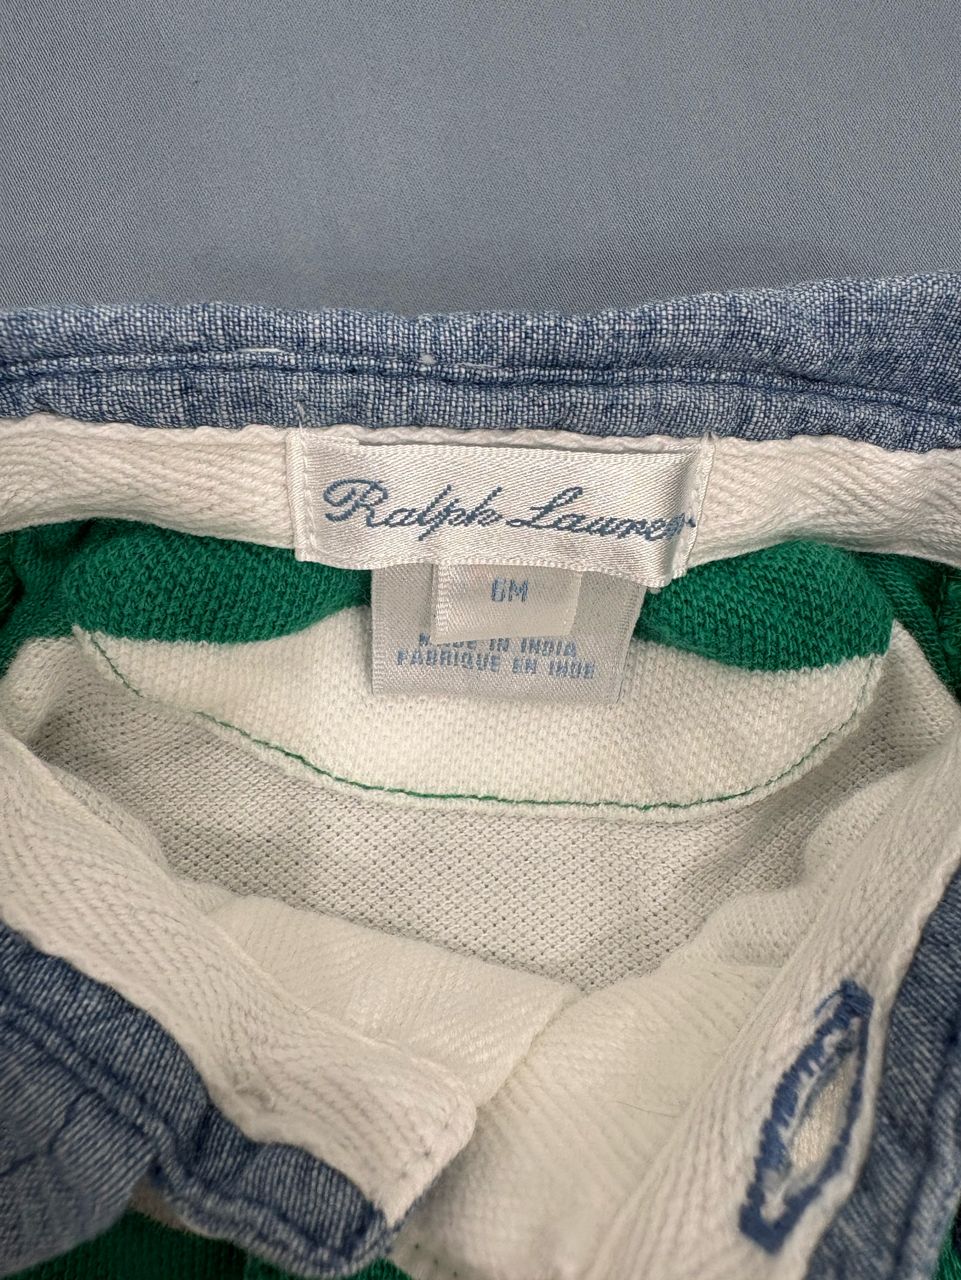 Ralph Lauren
6M
MADE IN INDIA
FABRIQUE EN INDE